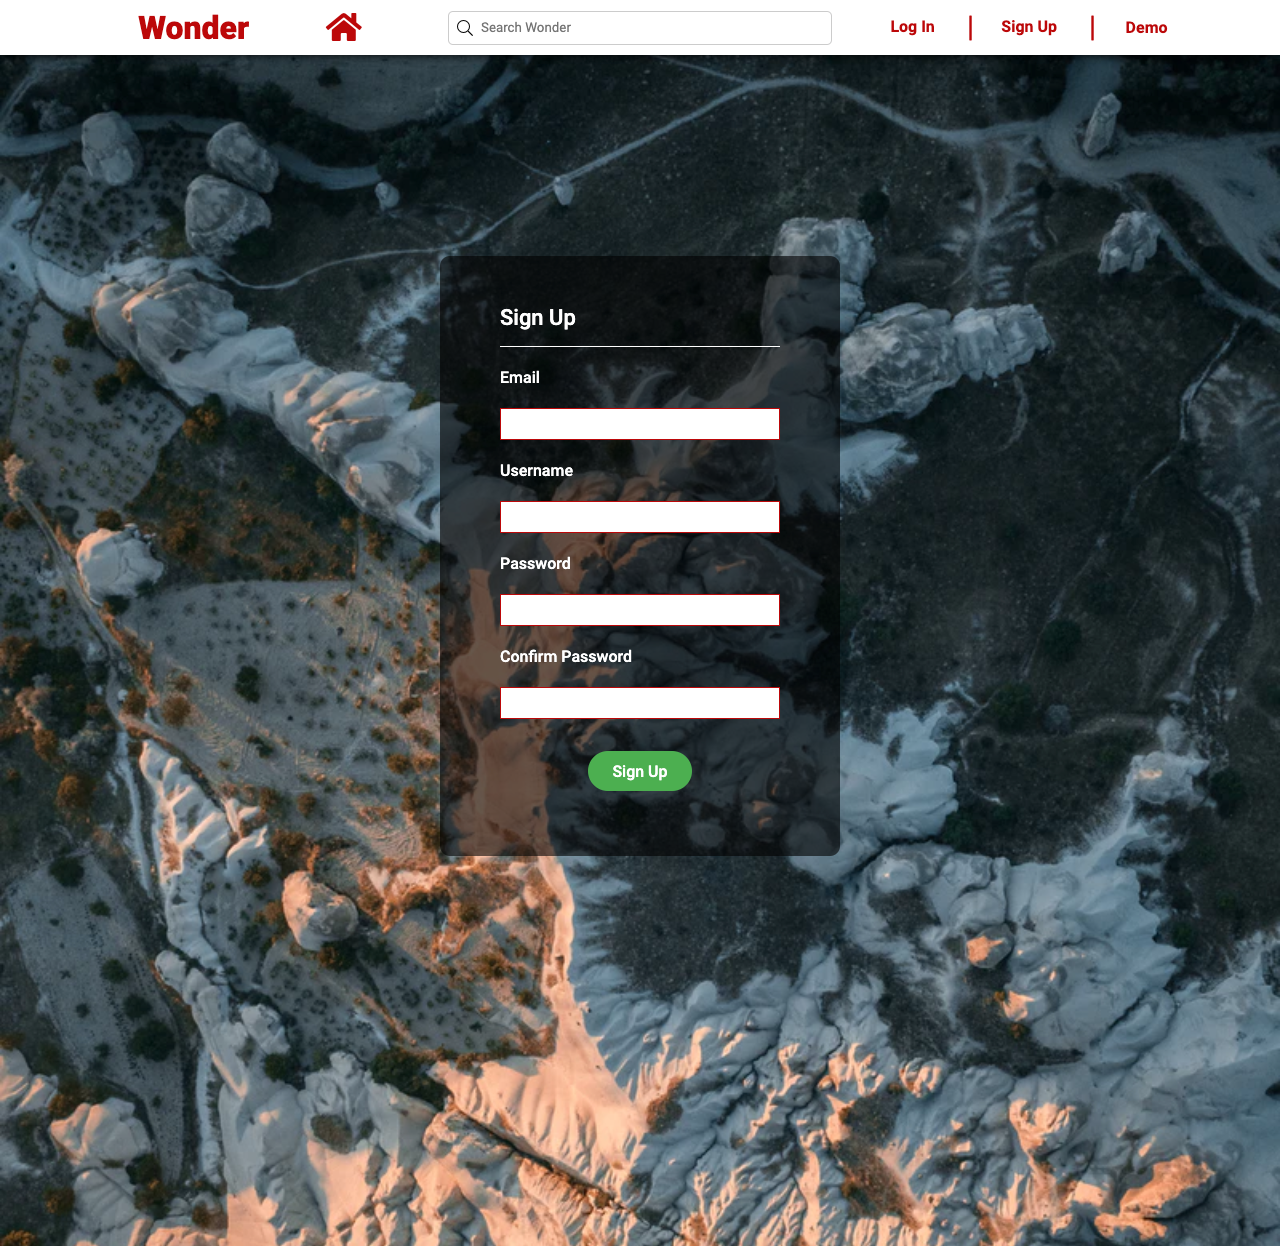 Wonder
Search Wonder
Log In
Sign Up
Demo
Sign Up
Email
Username
Password
Confirm Password
Sign Up